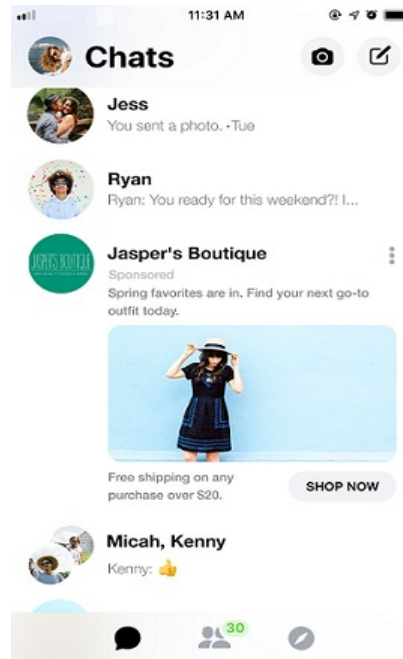 11:31 AM
Chats
Jess
You sent a photo. •Tue
Ryan
Ryan: You ready for this weekend?! I...
JASPER'S BOUTIQUE
Jasper's Boutique
Sponsored
Spring favorites are in. Find your next go-to
outfit today.
Free shipping on any
purchase over $20.
SHOP NOW
Micah, Kenny
Kenny: 👍
30